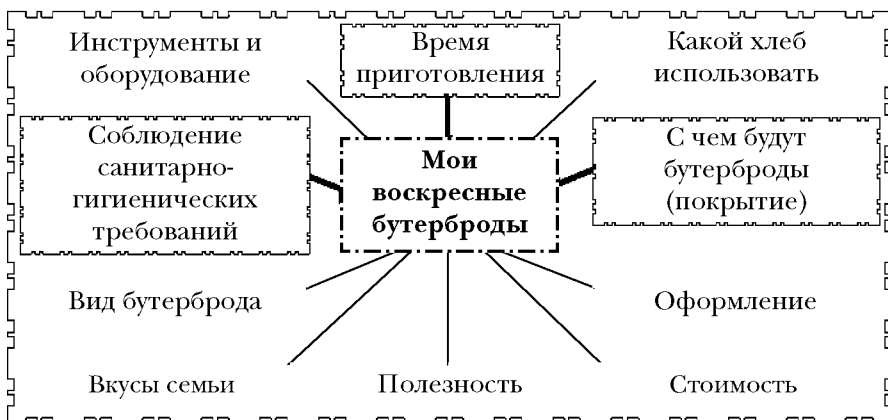 Инструменты и
оборудование
Время
приготовления
Какой хлеб
использовать
Соблюдение
санитарно-
гигиенических
требований
Мои
воскресные
бутерброды
С чем будут
бутерброды
(покрытие)
Вид бутерброда
Оформление
Вкусы семьи
Полезность
Стоимость